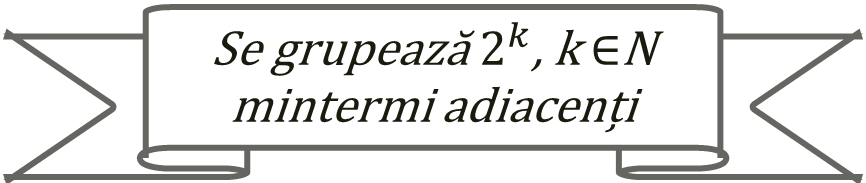 Se grupează 2^k, k∈N
mintermi adiacenți